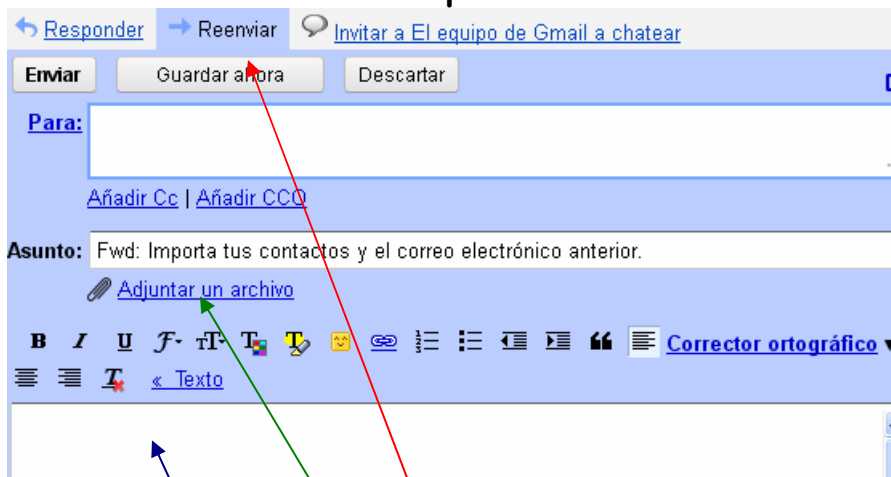 Responder Reenviar Invitar a El equipo de Gmail a chatear
Enviar Guardar ahora Descartar
Para:
Añadir Cc | Añadir CCO
Asunto: Fwd: Importa tus contactos y el correo electrónico anterior.
Adjuntar un archivo
B I U F T T T Corrector ortográfico
T « Texto